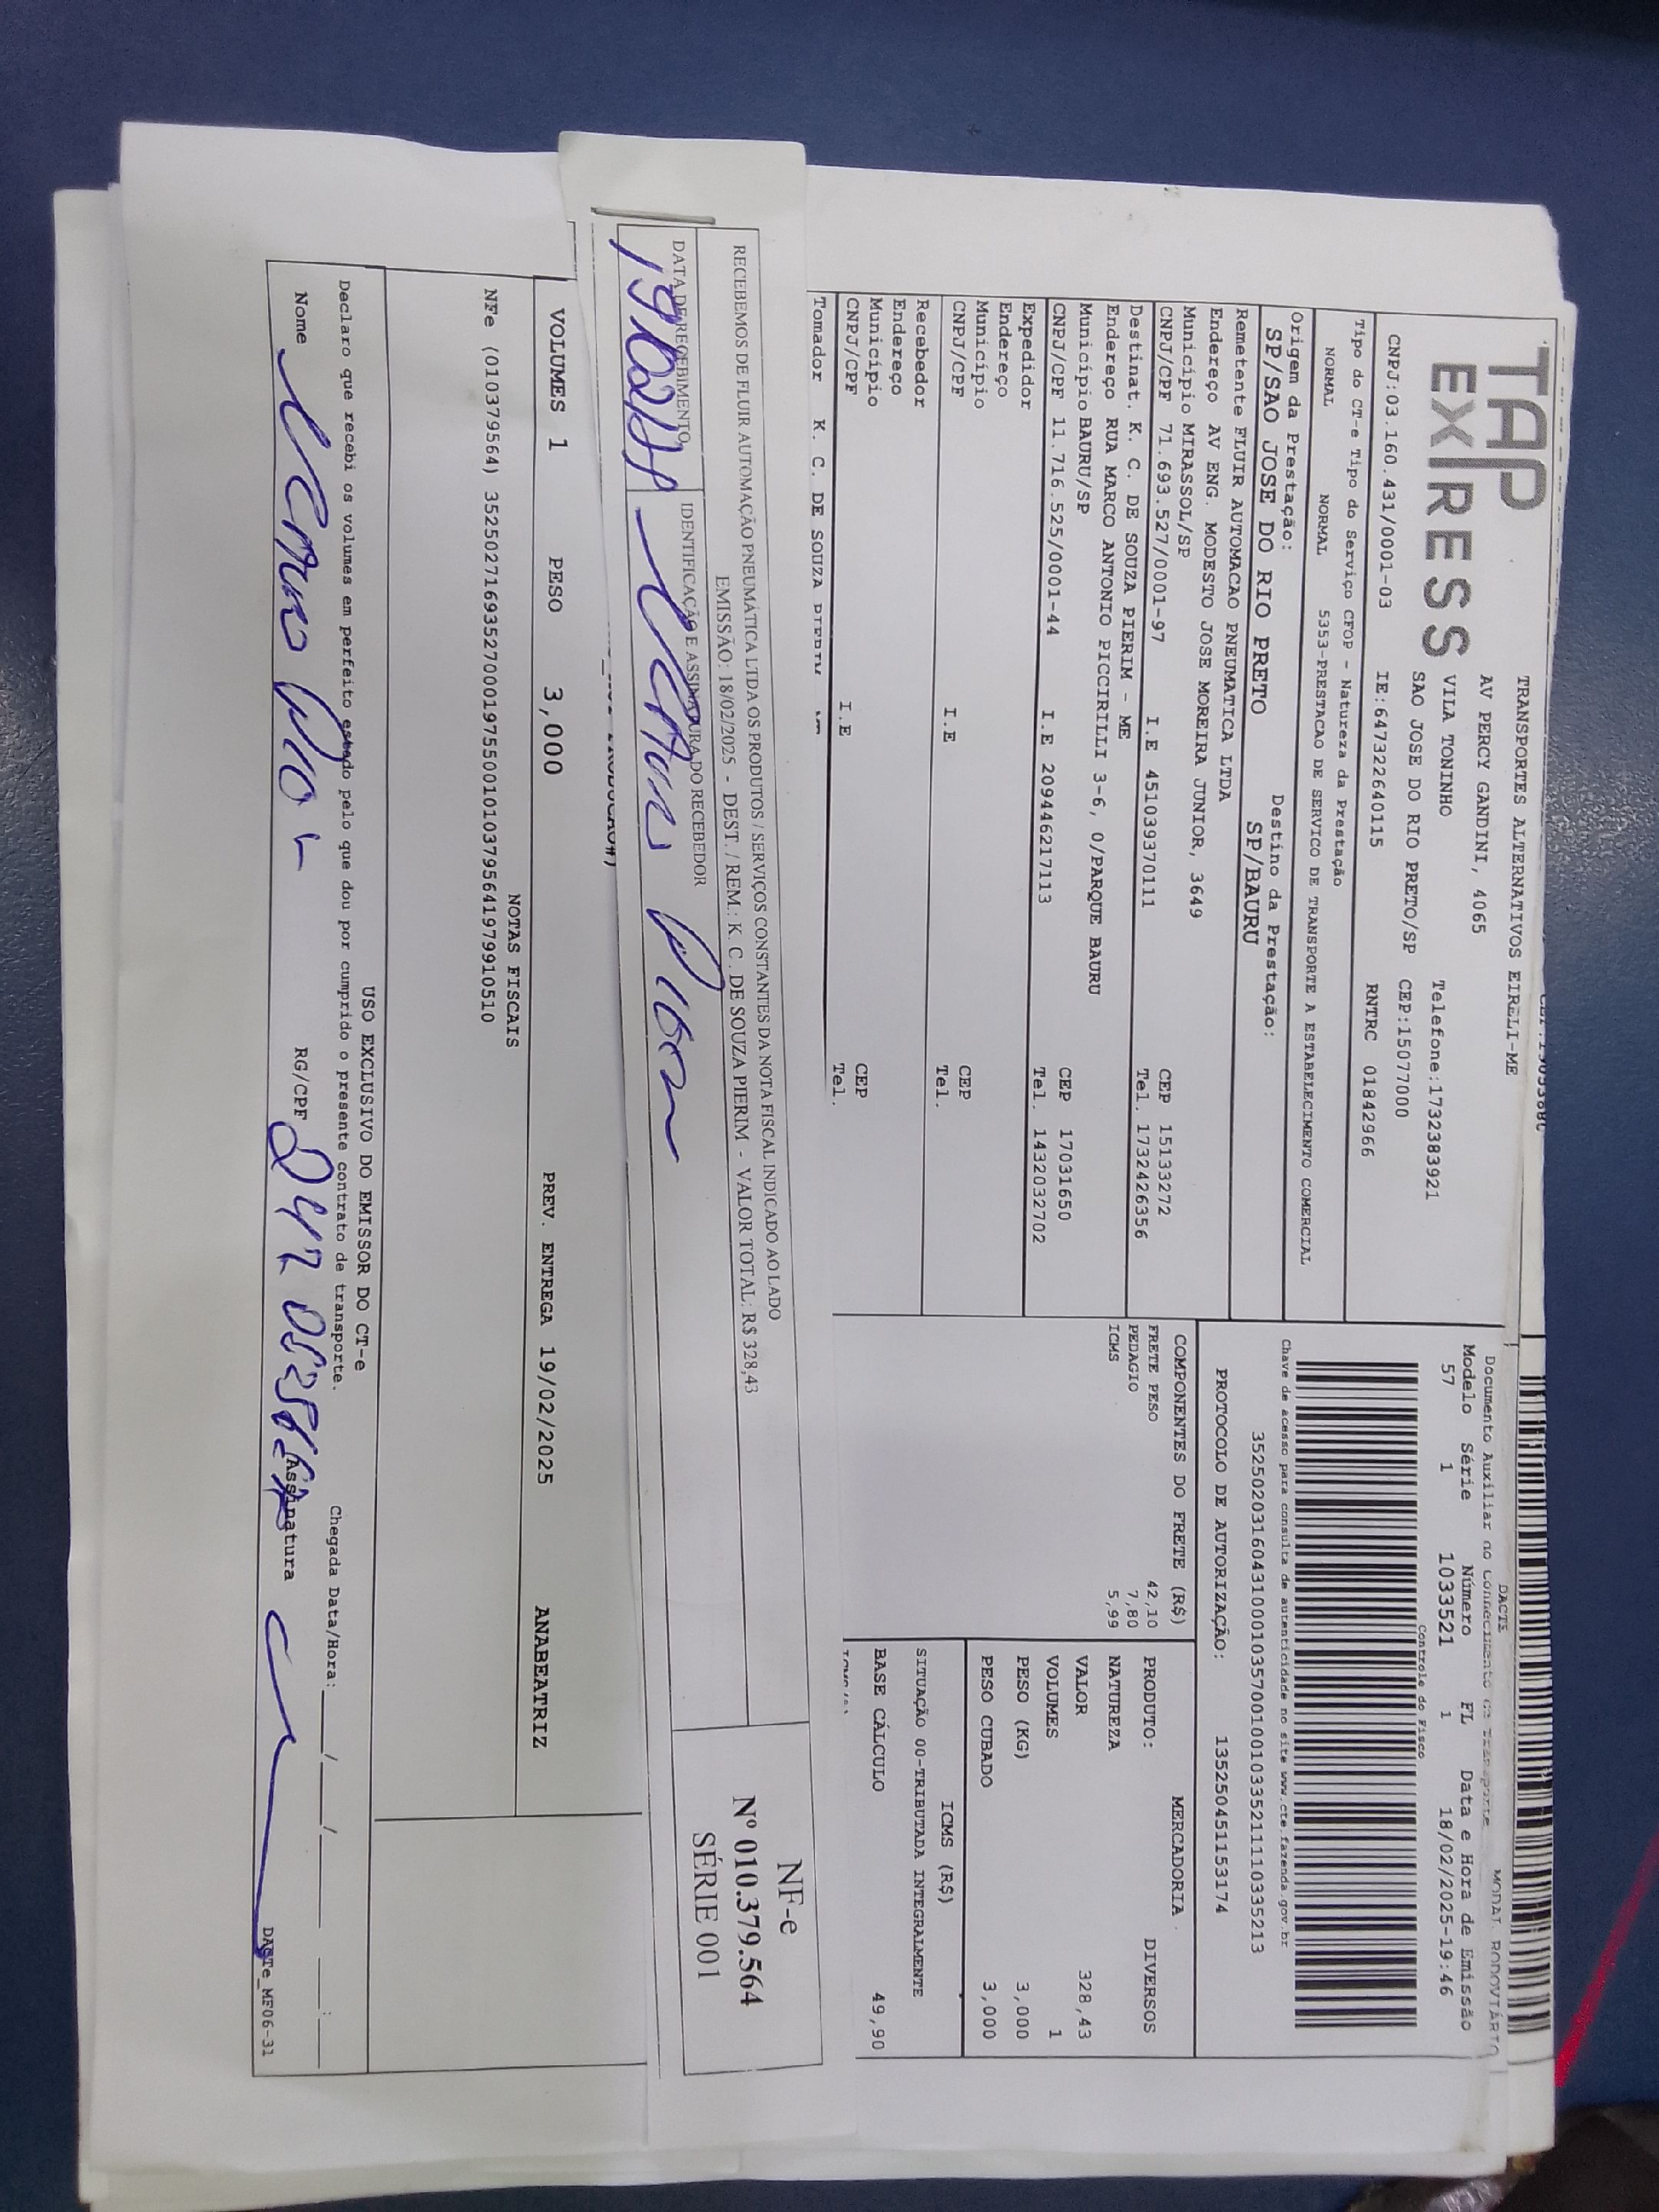 TAP
EXPRESS
TRANSPORTES ALTERNATIVOS EIRELI-ME
AV PERCY GANDINI, 4065
VILA TONINHO
Telefone:1732383921
SAO JOSE DO RIO PRETO/SP CEP:15077000
CNPJ:03.160.431/0001-03 IE:647322640115 RNTRC 01842966
Tipo do CT-e Tipo do Serviço CFOP - Natureza da Prestação
NORMAL NORMAL 5353-PRESTACAO DE SERVICO DE TRANSPORTE A ESTABELECIMENTO COMERCIAL
Origem da Prestação: Destino da Prestação:
SP/SAO JOSE DO RIO PRETO SP/BAURU
Remetente FLUIR AUTOMACAO PNEUMATICA LTDA
Endereço AV ENG. MODESTO JOSE MOREIRA JUNIOR, 3649
Município MIRASSOL/SP CEP 15133272
CNPJ/CPF 71.693.527/0001-97 I.E 451039370111 Tel. 1732426356
Destinat. K. C. DE SOUZA PIERIM - ME
Endereço RUA MARCO ANTONIO PICCIRILLI 3-6, 0/PARQUE BAURU
Município BAURU/SP CEP 17031650
CNPJ/CPF 11.716.525/0001-44 I.E 209446217113 Tel. 1432032702
Expedidor
Endereço
Município CEP
CNPJ/CPF I.E Tel.
Recebedor
Endereço
Município CEP
CNPJ/CPF I.E Tel.
Tomador K. C. DE SOUZA
DACTE
MODAL RODOVIÁRIO
Documento Auxiliar do Conhecimento de Transporte
Modelo Série Número FL Data e Hora de Emissão
57 1 1033521 1 18/02/2025-19:46
Controle do Fisco
Chave de acesso para consulta de autenticidade no site www.cte.fazenda.gov.br
35250203160431000103570010010335211110335213
PROTOCOLO DE AUTORIZAÇÃO: 135250451153174
COMPONENTES DO FRETE (R$)
FRETE PESO 42,10
PEDAGIO 7,80
ICMS 5,99
MERCADORIA
PRODUTO: DIVERSOS
NATUREZA
VALOR 328,43
VOLUMES 1
PESO (KG) 3,000
PESO CUBADO 3,000
ICMS (R$)
SITUAÇÃO 00-TRIBUTADA INTEGRALMENTE
BASE CÁLCULO 49,90
RECEBEMOS DE FLUIR AUTOMAÇÃO PNEUMÁTICA LTDA OS PRODUTOS / SERVIÇOS CONSTANTES DA NOTA FISCAL INDICADO AO LADO
EMISSÃO: 18/02/2025 - DEST. / REM.: K. C. DE SOUZA PIERIM - VALOR TOTAL: R$ 328,43
DATA DE RECEBIMENTO IDENTIFICAÇÃO E ASSINATURA DO RECEBEDOR
NF-e
Nº 010.379.564
SÉRIE 001
VOLUMES 1 PESO 3,000 PREV. ENTREGA 19/02/2025 ANABEATRIZ
NOTAS FISCAIS
NFe (010379564) 35250271693527000197550010103795641979910510
USO EXCLUSIVO DO EMISSOR DO CT-e
Declaro que recebi os volumes em perfeito estado pelo que dou por cumprido o presente contrato de transporte.
Chegada Data/Hora: ___/___/___ ___:___
Nome RG/CPF Assinatura
DACTe_MF06-31